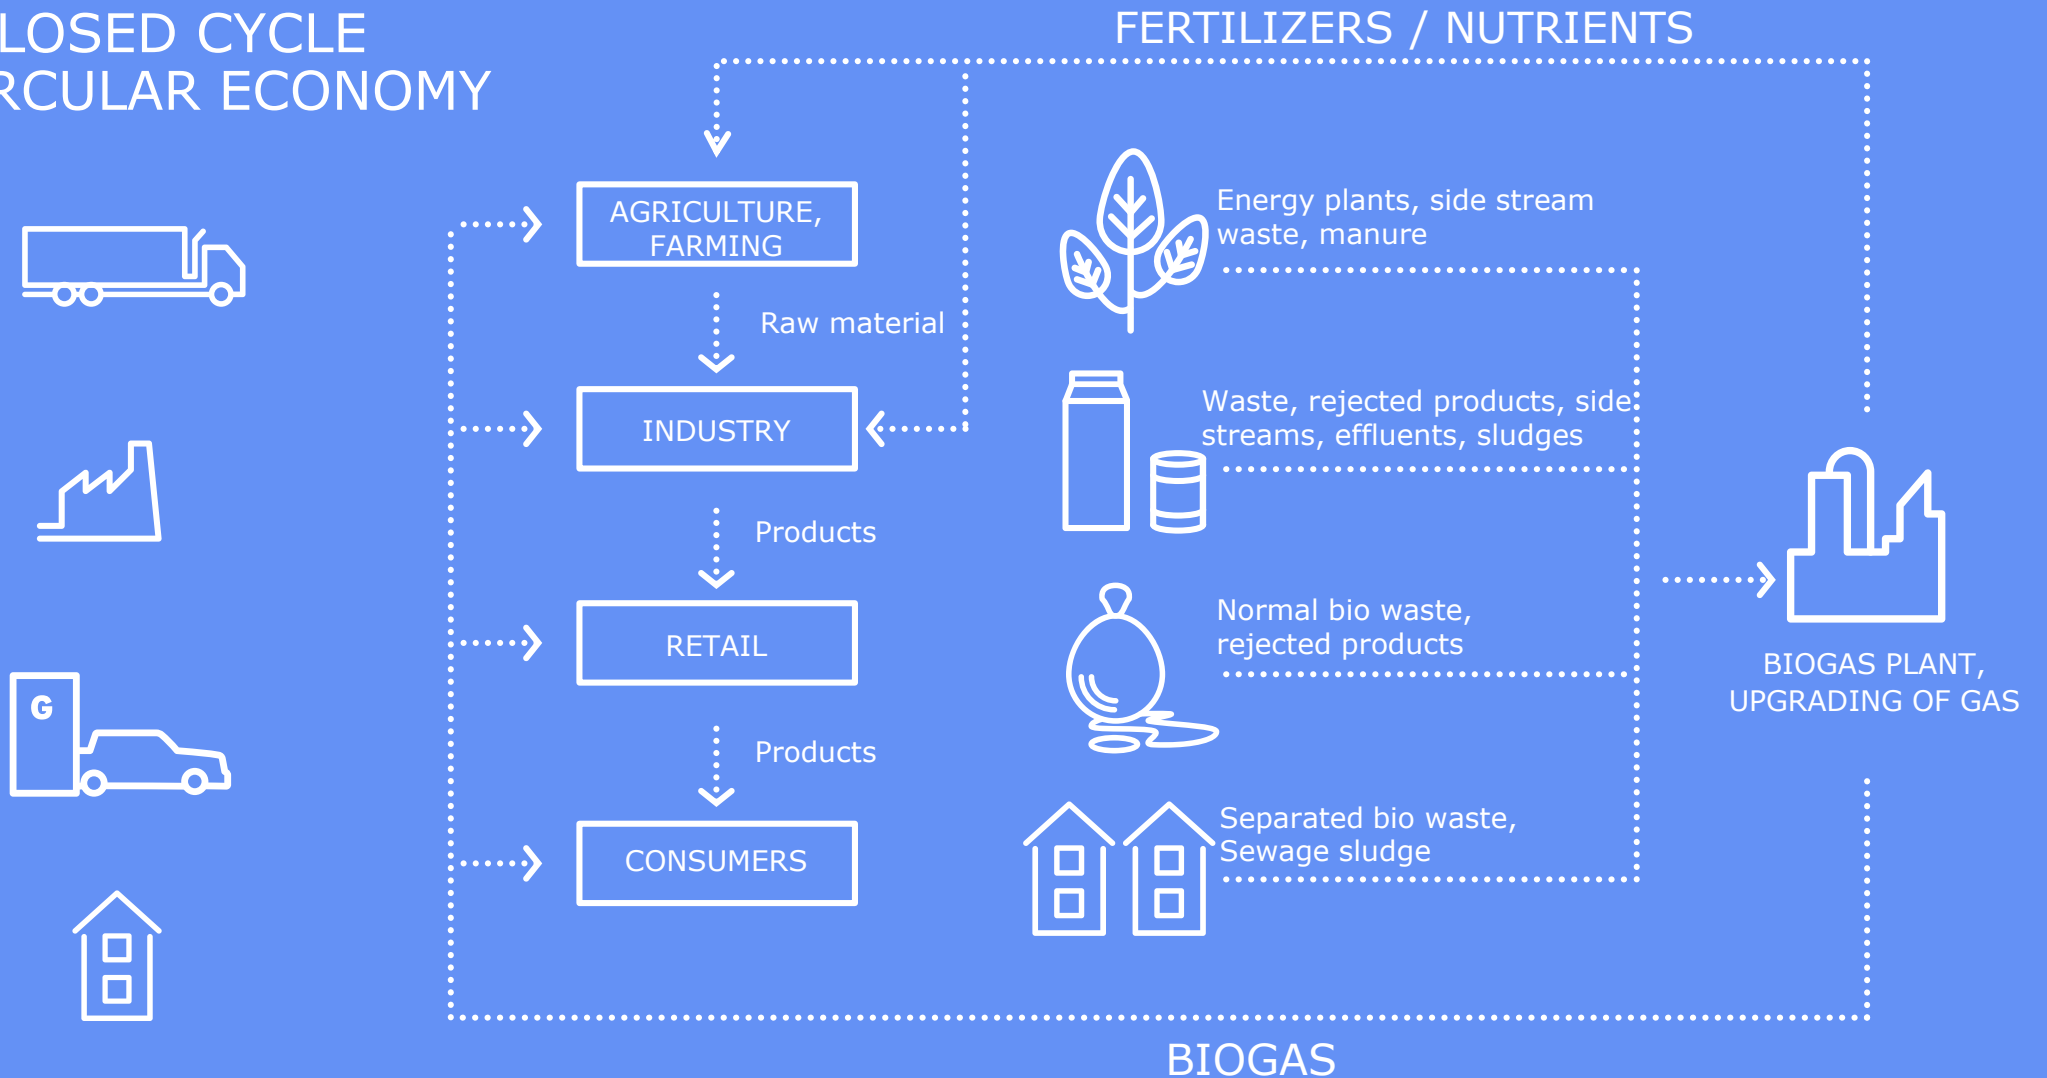 LOSED CYCLE
RCULAR ECONOMY
FERTILIZERS / NUTRIENTS
AGRICULTURE,
FARMING
Energy plants, side stream
waste, manure
Raw material
INDUSTRY
Waste, rejected products, side
streams, effluents, sludges
Products
RETAIL
Normal bio waste,
rejected products
BIOGAS PLANT,
UPGRADING OF GAS
G
Products
CONSUMERS
Separated bio waste,
Sewage sludge
BIOGAS